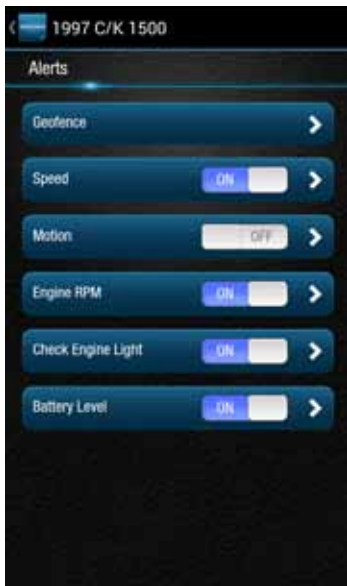 1997 C/K 1500
Alerts
Geofence
Speed ON
Motion OFF
Engine RPM ON
Check Engine Light ON
Battery Level ON